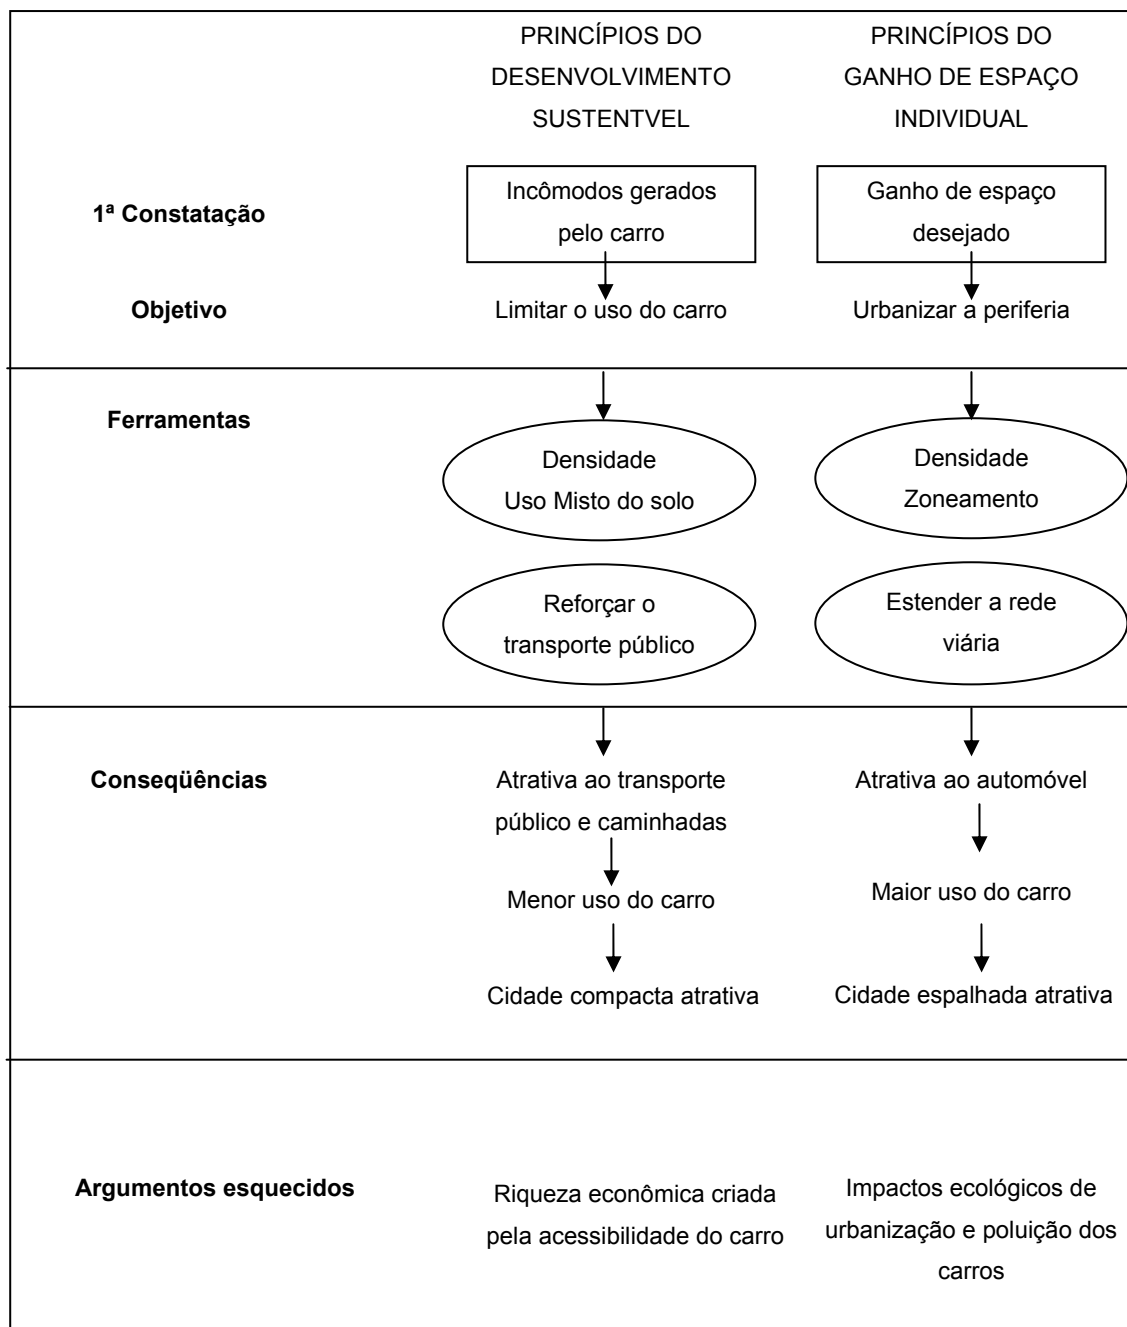 PRINCÍPIOS DO
DESENVOLVIMENTO
SUSTENTVEL
PRINCÍPIOS DO
GANHO DE ESPAÇO
INDIVIDUAL
1ª Constatação
Incômodos gerados
pelo carro
Ganho de espaço
desejado
Objetivo
Limitar o uso do carro
Urbanizar a periferia
Ferramentas
Densidade
Uso Misto do solo
Densidade
Zoneamento
Reforçar o
transporte público
Estender a rede
viária
Conseqüências
Atrativa ao transporte
público e caminhadas
Atrativa ao automóvel
Menor uso do carro
Maior uso do carro
Cidade compacta atrativa
Cidade espalhada atrativa
Argumentos esquecidos
Riqueza econômica criada
pela acessibilidade do carro
Impactos ecológicos de
urbanização e poluição dos
carros